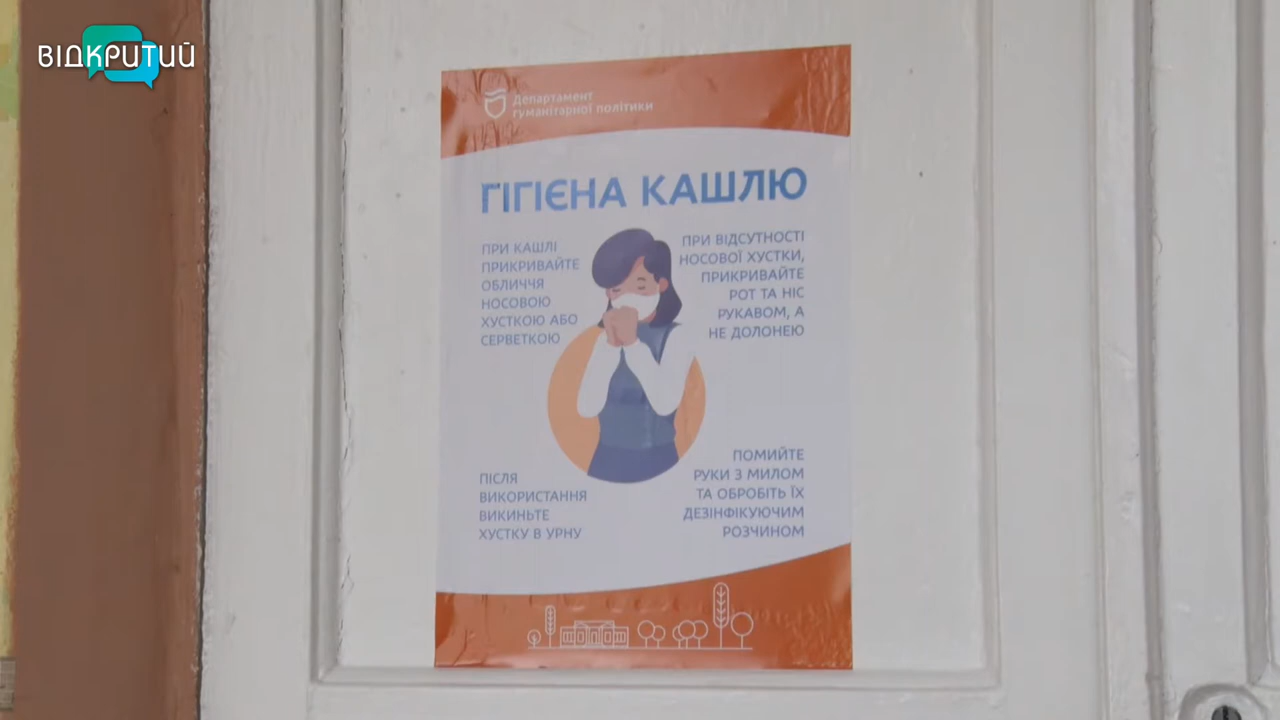 ВІДКРИТИЙ
Департамент
гуманітарної політики
ГІГІЄНА КАШЛЮ
ПРИ КАШЛІ
ПРИКРИВАЙТЕ
ОБЛИЧЧЯ
НОСОВОЮ
ХУСТКОЮ АБО
СЕРВЕТКОЮ
ПРИ ВІДСУТНОСТІ
НОСОВОЇ ХУСТКИ,
ПРИКРИВАЙТЕ
РОТ ТА НІС
РУКАВОМ, А
НЕ ДОЛОНЕЮ
ПІСЛЯ
ВИКОРИСТАННЯ
ВИКИНЬТЕ
ХУСТКУ В УРНУ
ПОМИЙТЕ
РУКИ З МИЛОМ
ТА ОБРОБІТЬ ЇХ
ДЕЗІНФІКУЮЧИМ
РОЗЧИНОМ